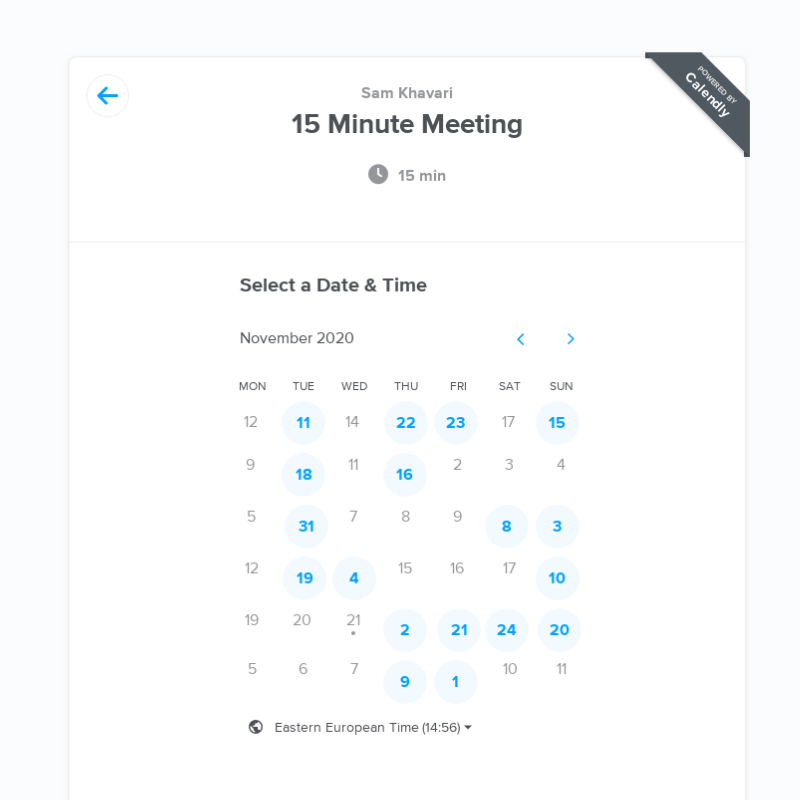 POWERED BY
Calendly
Sam Khavari
15 Minute Meeting
15 min
Select a Date & Time
November 2020
MON TUE WED THU FRI SAT SUN
12 11 14 22 23 17 15
9 18 11 16 2 3 4
5 31 7 8 9 8 3
12 19 4 15 16 17 10
19 20 21 2 21 24 20
5 6 7 9 1 10 11
Eastern European Time (14:56)